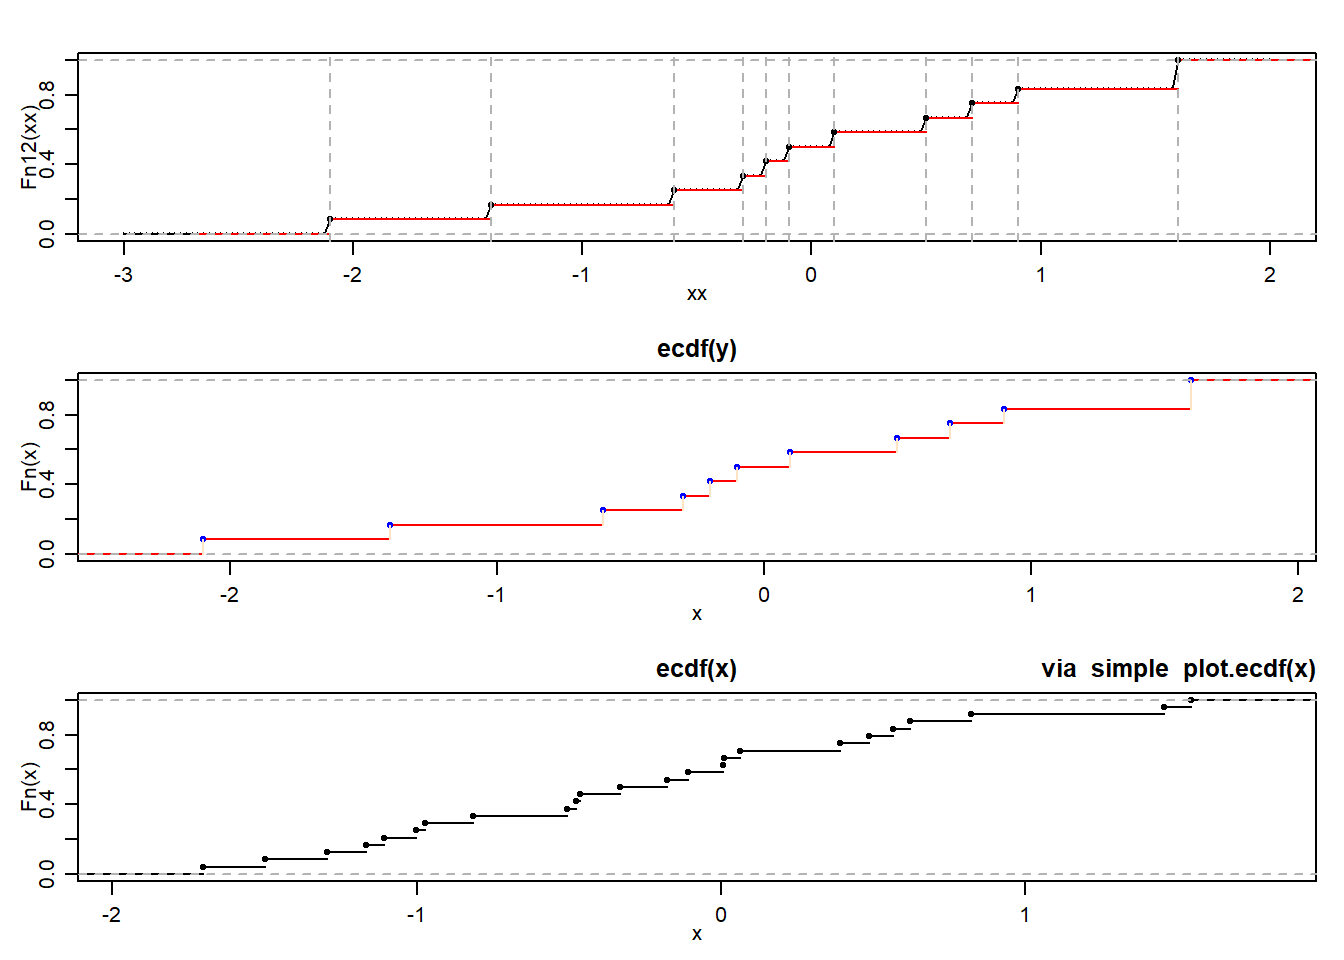 Fn12(xx)
0.0 0.4 0.8
-3 -2 -1 0 1 2
xx
ecdf(y)
Fn(x)
0.0 0.4 0.8
-2 -1 0 1 2
x
ecdf(x) via simple plot.ecdf(x)
Fn(x)
0.0 0.4 0.8
-2 -1 0 1
x